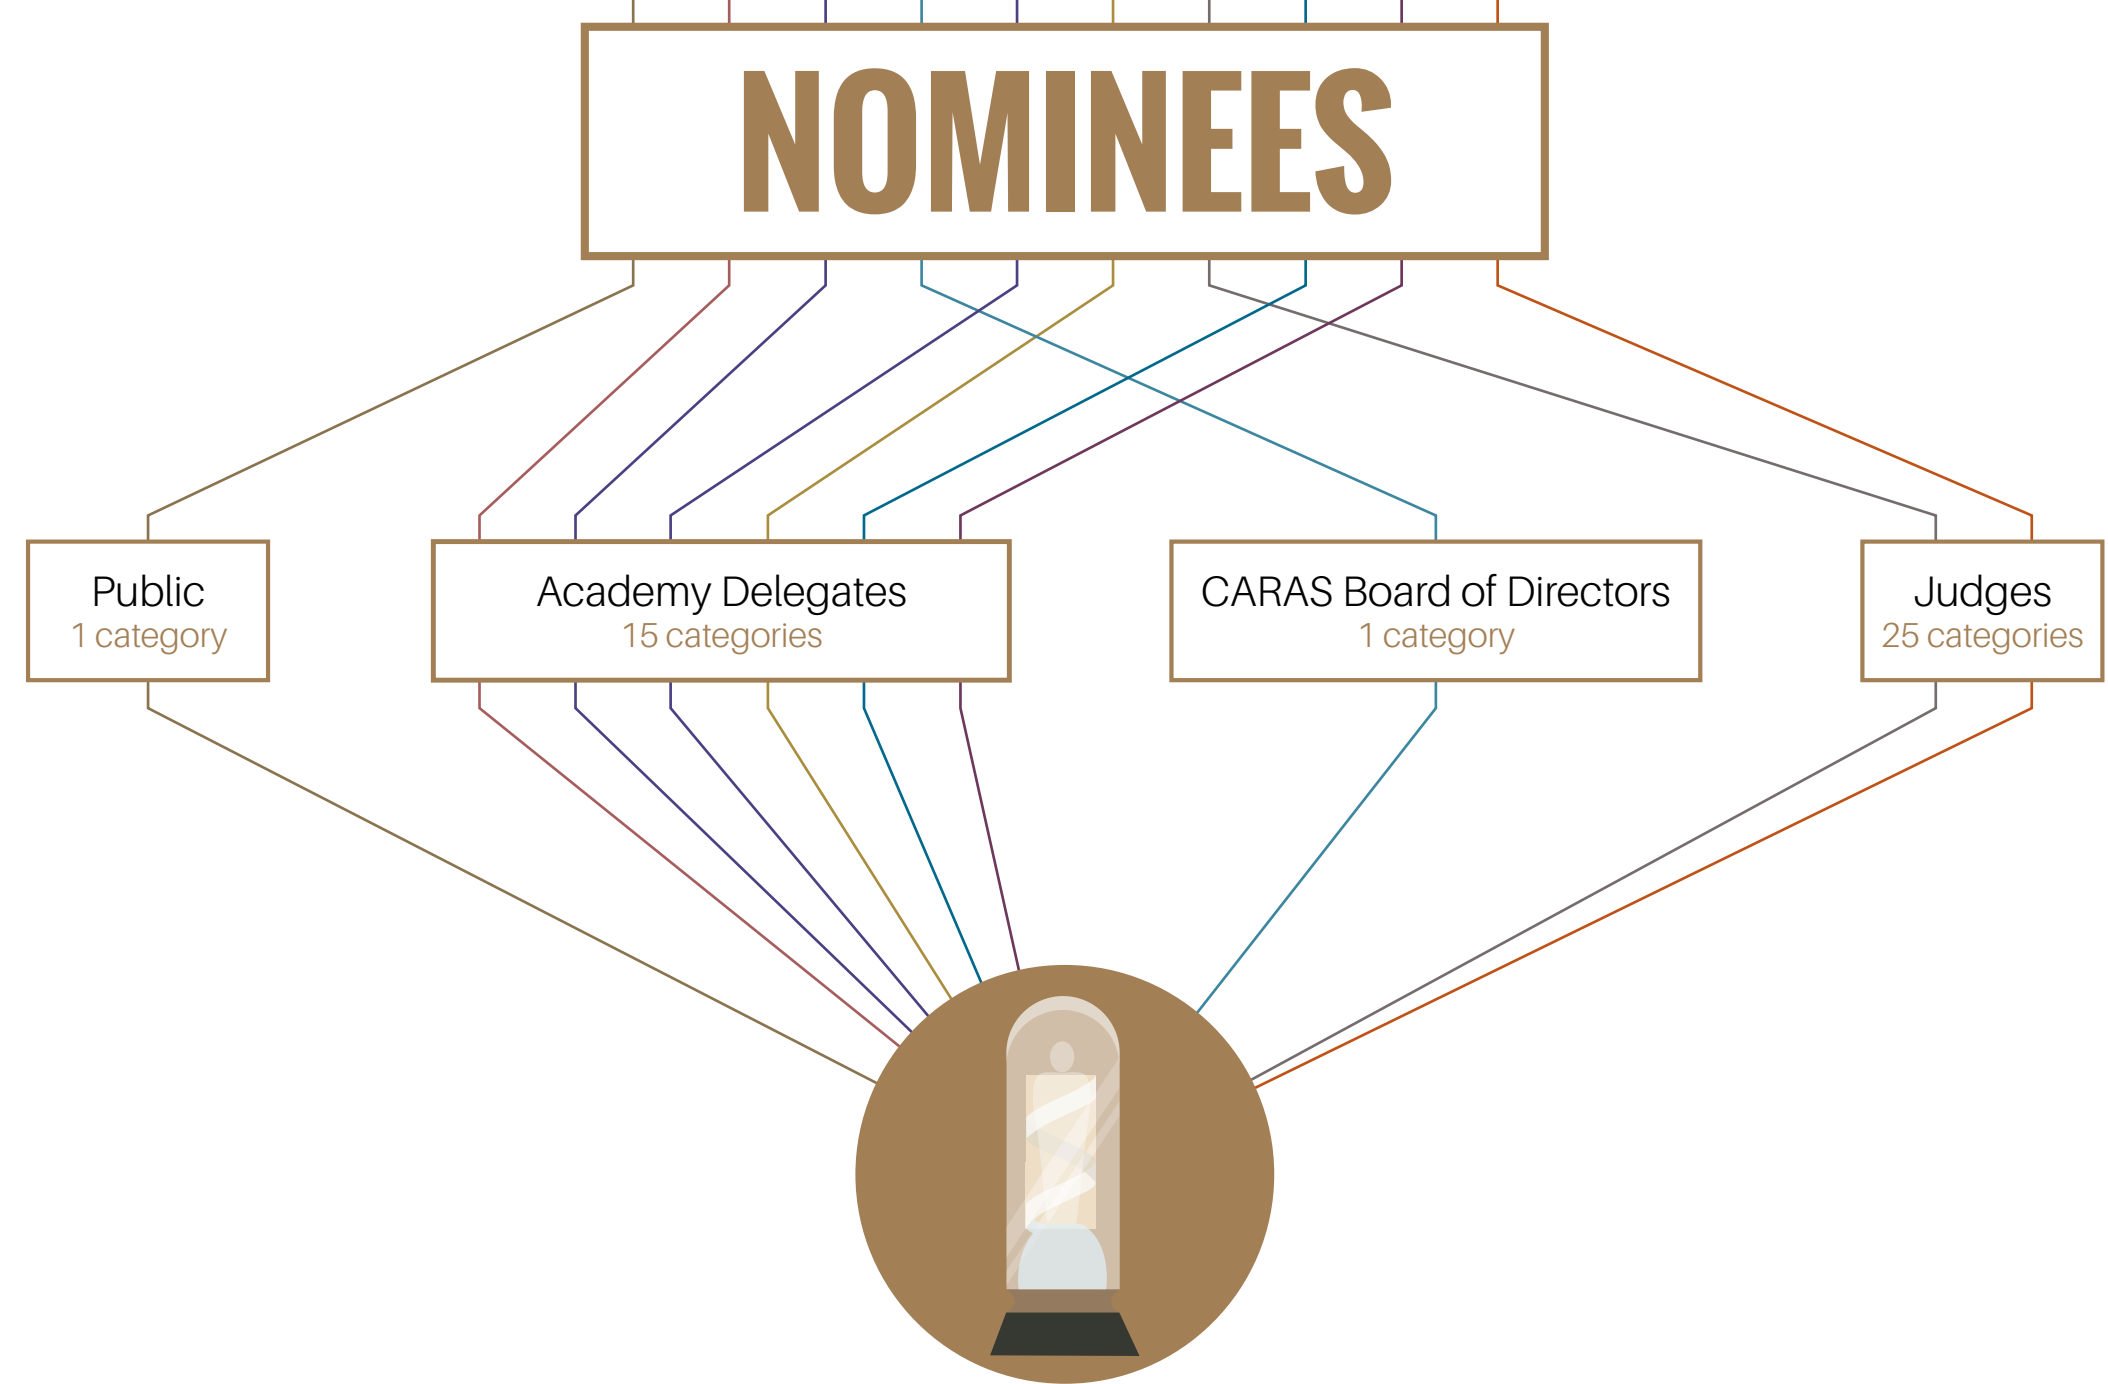 NOMINEES
Public
1 category
Academy Delegates
15 categories
CARAS Board of Directors
1 category
Judges
25 categories